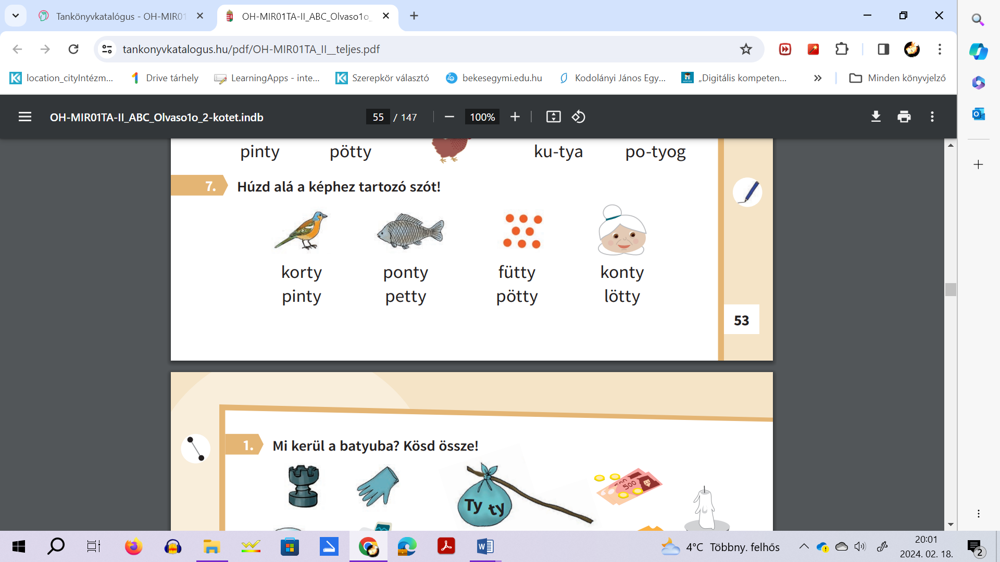 Tankönyvkatalógus - OH-MIR01
OH-MIR01TA-II_ABC_Olvaso1o_
tankonyvkatalogus.hu/pdf/OH-MIR01TA_II__teljes.pdf
location_cityIntézm... Drive tárhely LearningApps - inte... Szerepkör választó bekesegymi.edu.hu Kodolányi János Egy... „Digitális kompeten... Minden könyvjelző
OH-MIR01TA-II_ABC_Olvaso1o_2-kotet.indb 55 / 147 100%
pinty pötty ku-tya po-tyog
7. Húzd alá a képhez tartozó szót!
korty ponty fütty konty
pinty petty pötty lötty
53
1. Mi kerül a batyuba? Kösd össze!
500
Ty ty
4°C Többny. felhős
20:01
2024. 02. 18.
2